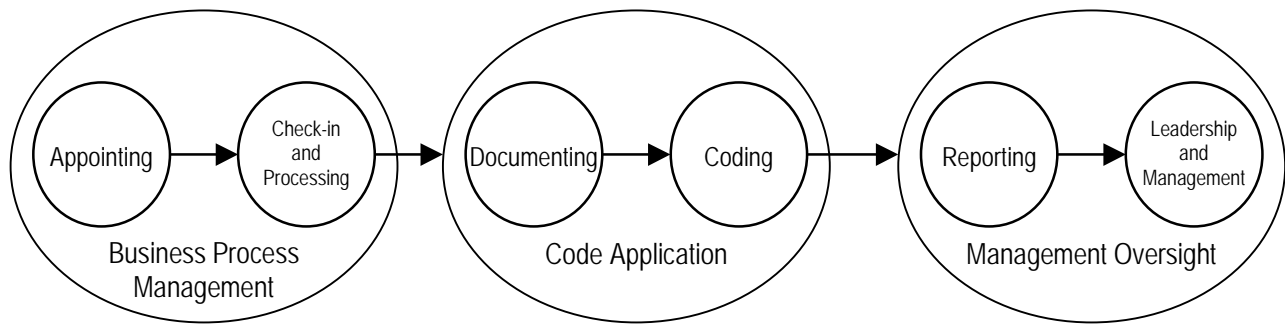 Appointing
Check-in
and
Processing
Business Process
Management
Documenting
Coding
Code Application
Reporting
Leadership
and
Management
Management Oversight